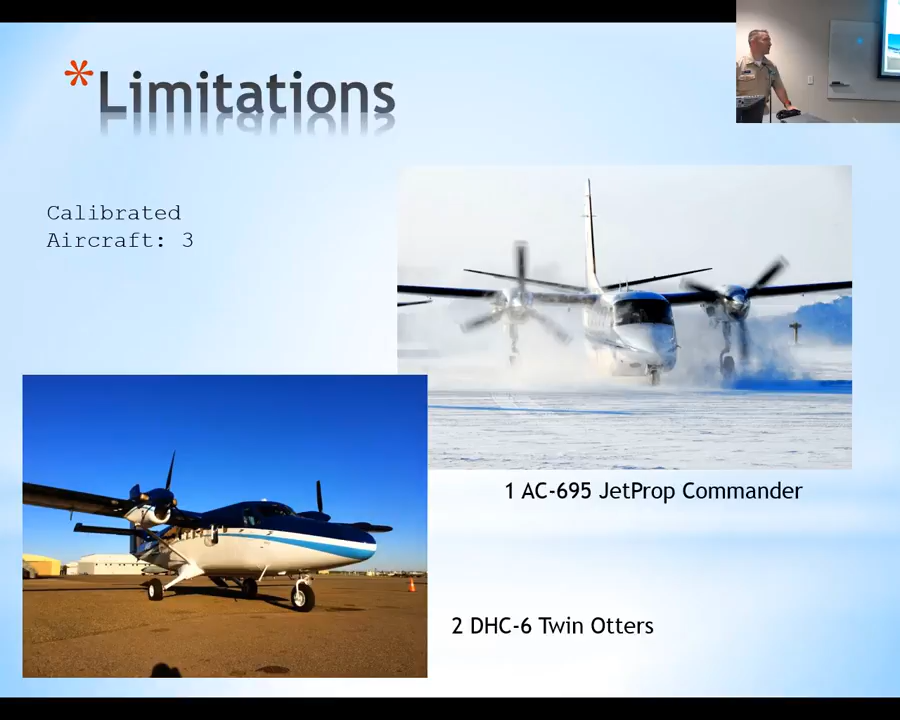 *Limitations
Calibrated
Aircraft: 3
1 AC-695 JetProp Commander
2 DHC-6 Twin Otters